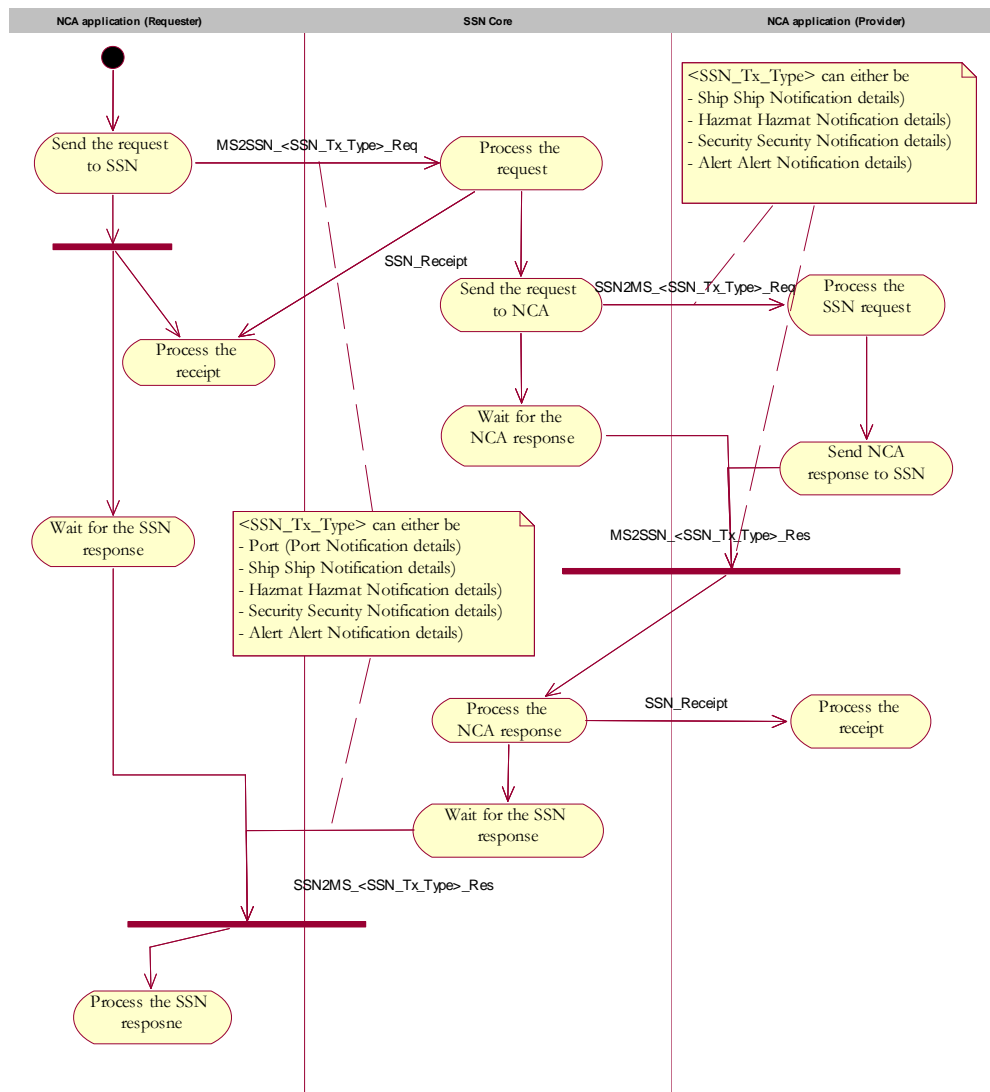 NCA application (Requester)
SSN Core
NCA application (Provider)
<SSN_Tx_Type> can either be
- Ship Ship Notification details)
- Hazmat Hazmat Notification details)
- Security Security Notification details)
- Alert Alert Notification details)
Send the request
to SSN
MS2SSN_<SSN_Tx_Type>_Req
Process the
request
SSN_Receipt
Send the request
to NCA
SSN2MS_<SSN_Tx_Type>_Req
Process the
SSN request
Process the
receipt
Wait for the
NCA response
Send NCA
response to SSN
Wait for the SSN
response
<SSN_Tx_Type> can either be
- Port (Port Notification details)
- Ship Ship Notification details)
- Hazmat Hazmat Notification details)
- Security Security Notification details)
- Alert Alert Notification details)
MS2SSN_<SSN_Tx_Type>_Res
Process the
NCA response
SSN_Receipt
Process the
receipt
Wait for the SSN
response
SSN2MS_<SSN_Tx_Type>_Res
Process the SSN
resposne